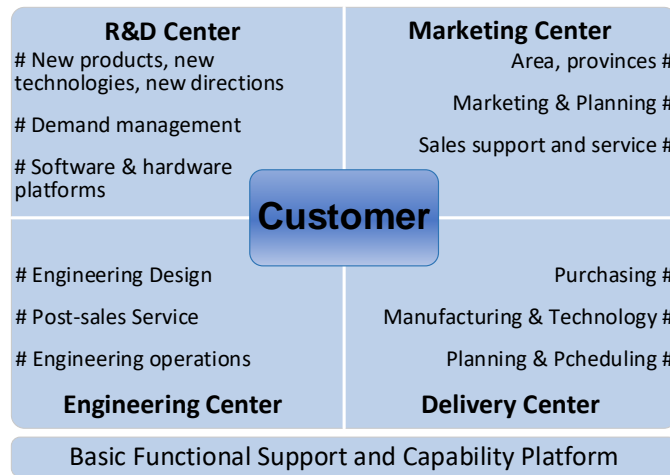 R&D Center
# New products, new
technologies, new directions
# Demand management
# Software & hardware
platforms
Marketing Center
Area, provinces #
Marketing & Planning #
Sales support and service #
Customer
# Engineering Design
# Post-sales Service
# Engineering operations
Engineering Center
Purchasing #
Manufacturing & Technology #
Planning & Pcheduling #
Delivery Center
Basic Functional Support and Capability Platform